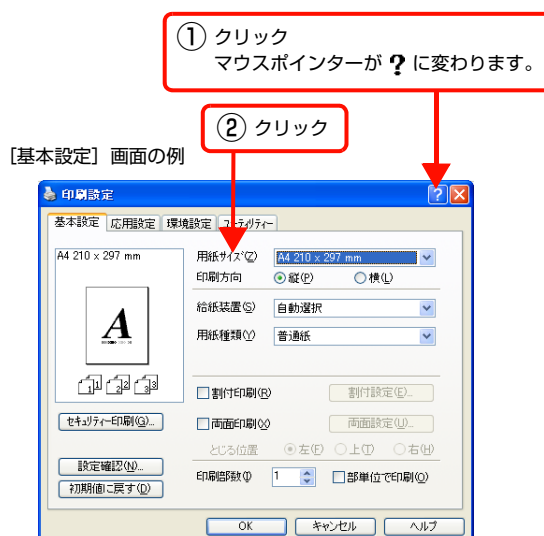 ① クリック
マウスポインターが ? に変わります。
② クリック
[基本設定] 画面の例
印刷設定
基本設定 応用設定 環境設定 ユーティリティー
A4 210 × 297 mm
用紙サイズ(Z) A4 210 × 297 mm
印刷方向 縦(P) 横(L)
給紙装置(S) 自動選択
用紙種類(Y) 普通紙
A
1 1 2 2 3 3
割付印刷(R) 割付設定(E)...
セキュリティー印刷(G)...
両面印刷(X) 両面設定(U)...
とじる位置 左(F) 上(T) 右(H)
設定確認(N)...
印刷部数(I) 1 部単位で印刷(O)
初期値に戻す(D)
OK キャンセル ヘルプ